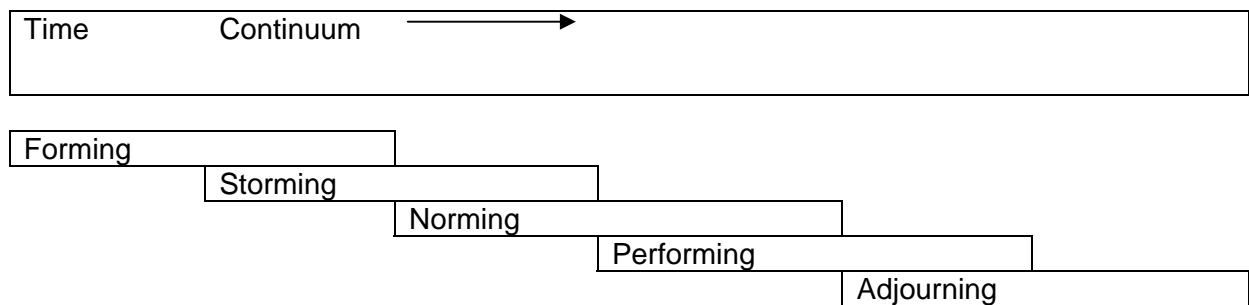 Time Continuum
Forming
Storming
Norming
Performing
Adjourning